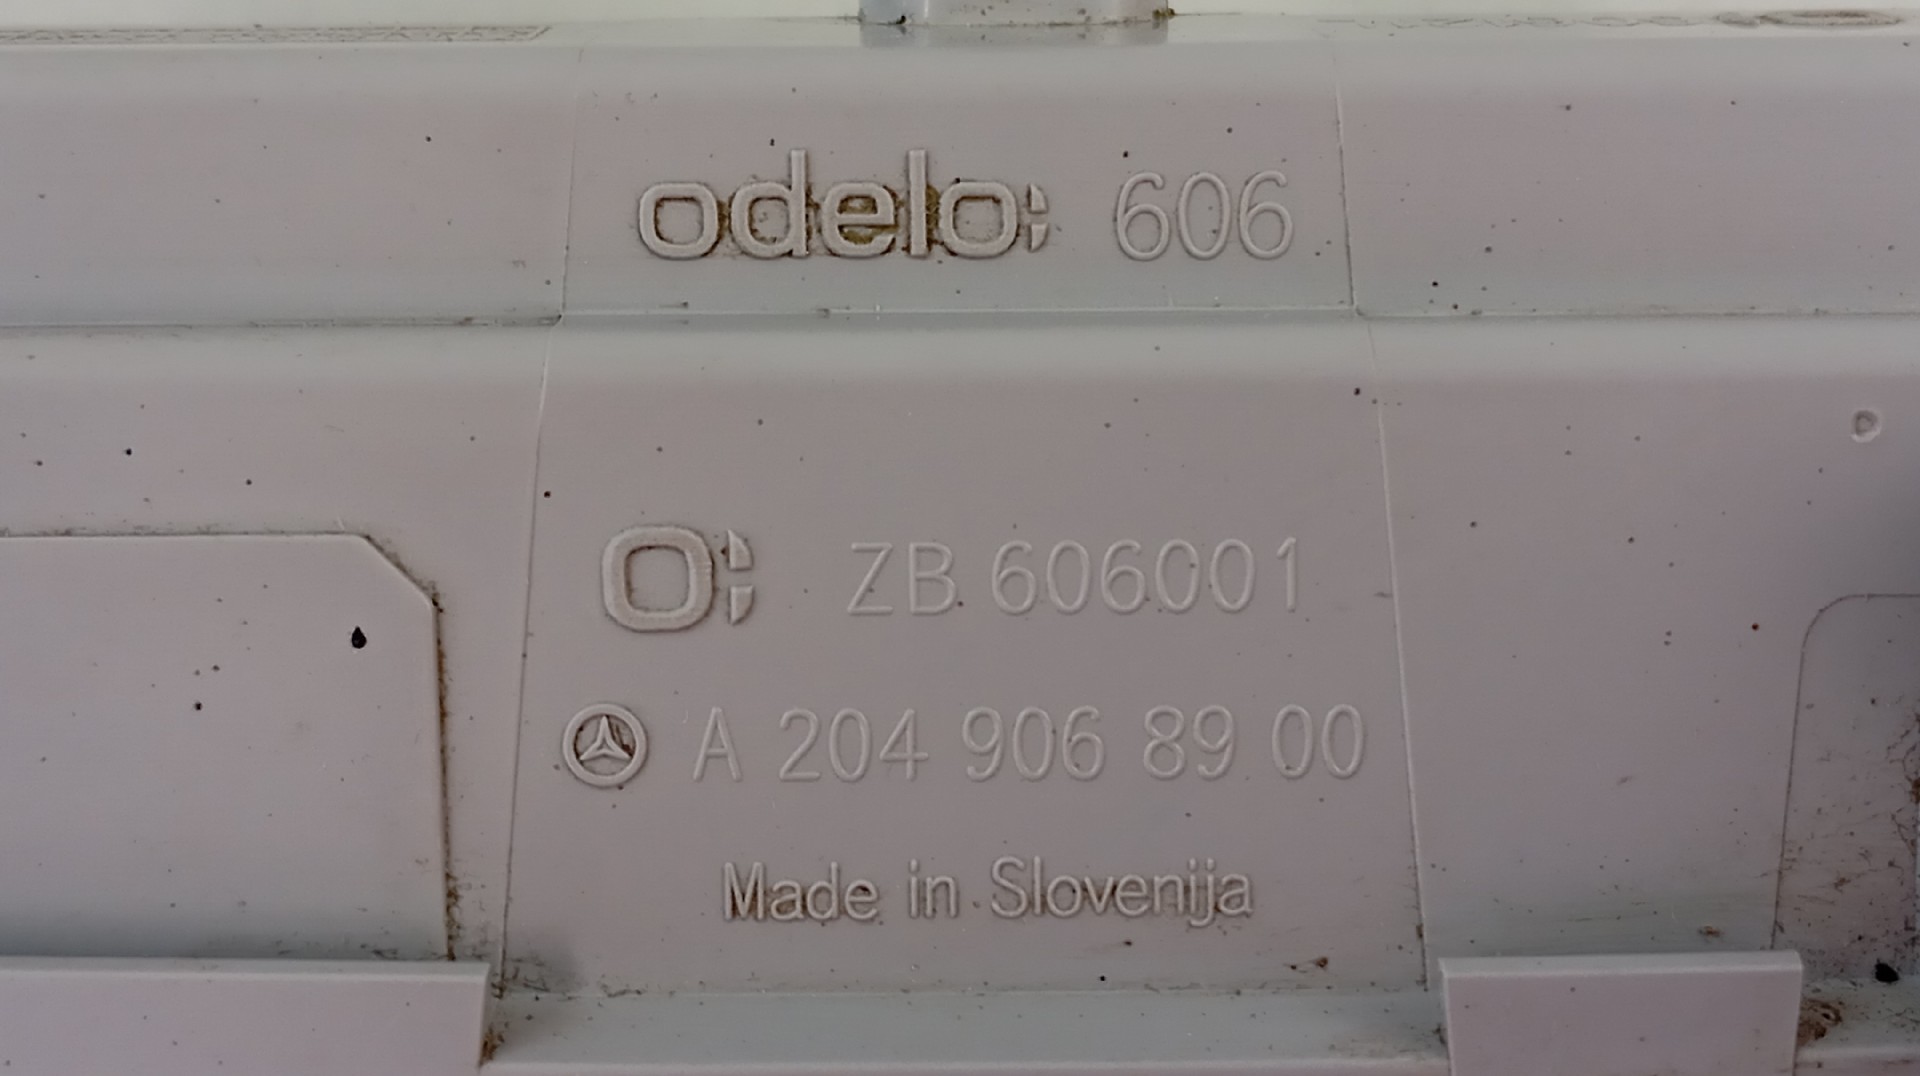 odelo: 606
o: ZB 606001
A 204 906 89 00
Made in Slovenija